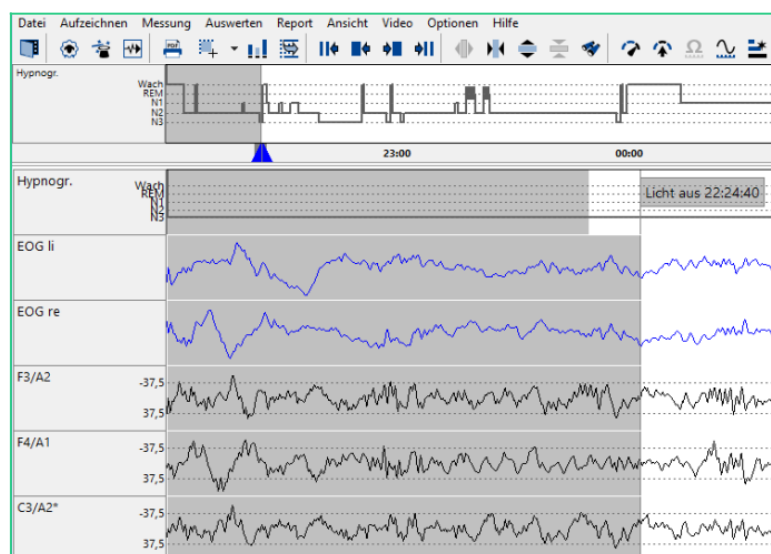 Datei Aufzeichnen Messung Auswerten Report Ansicht Video Optionen Hilfe
PDF
Hypnogr.
Wach
REM
N1
N2
N3
23:00 00:00
Hypnogr.
Wach
REM
N1
N2
N3
Licht aus 22:24:40
EOG li
EOG re
F3/A2
-37,5
37,5
F4/A1
-37,5
37,5
C3/A2*
-37,5
37,5